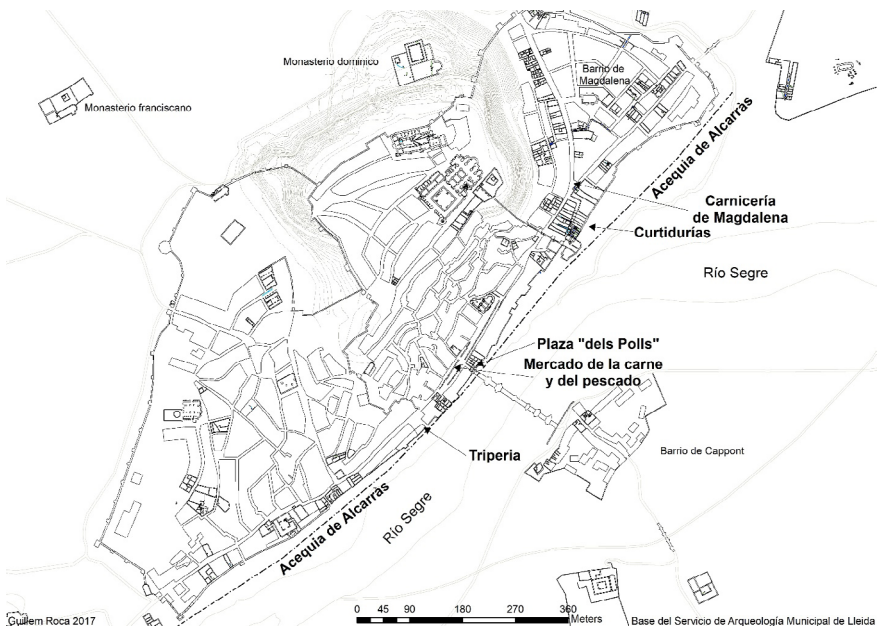 Monasterio dominico
Barrio de
Magdalena
Monasterio franciscano
Acequia de Alcarràs
Carnicería
de Magdalena
Curtidurías
Río Segre
Plaza "dels Polls"
Mercado de la carne
y del pescado
Triperia
Barrio de Cappont
Río Segre
Acequia de Alcarràs
0 45 90 180 270 360
Meters
Guillem Roca 2017
Base del Servicio de Arqueología Municipal de Lleida